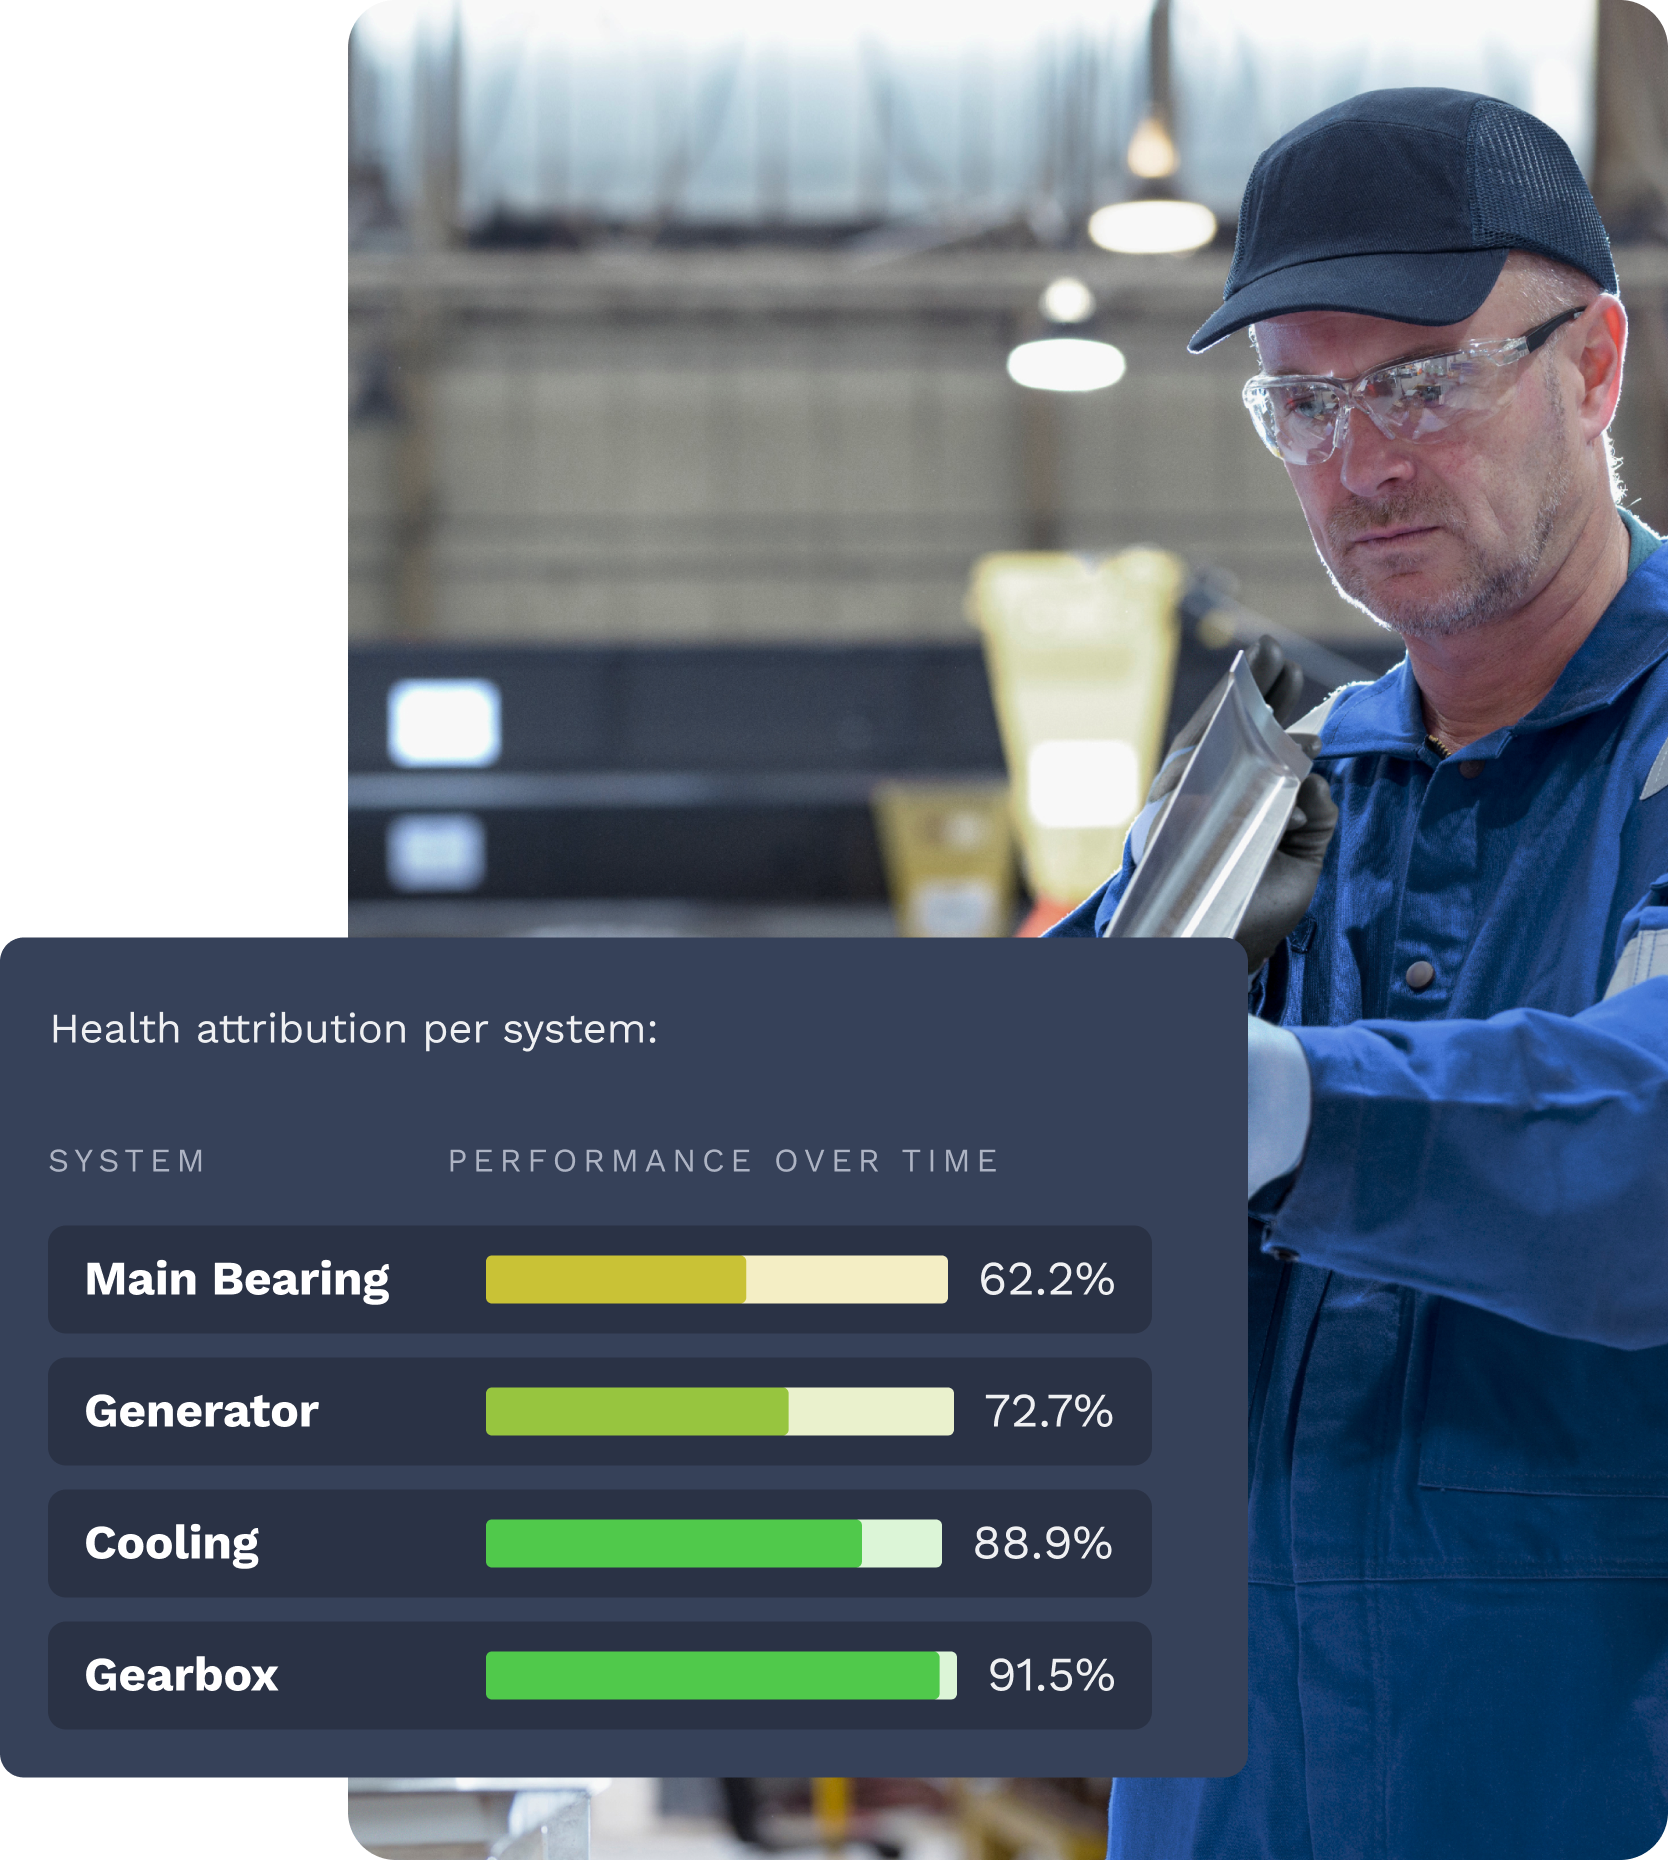 Health attribution per system:
SYSTEM PERFORMANCE OVER TIME
Main Bearing 62.2%
Generator 72.7%
Cooling 88.9%
Gearbox 91.5%